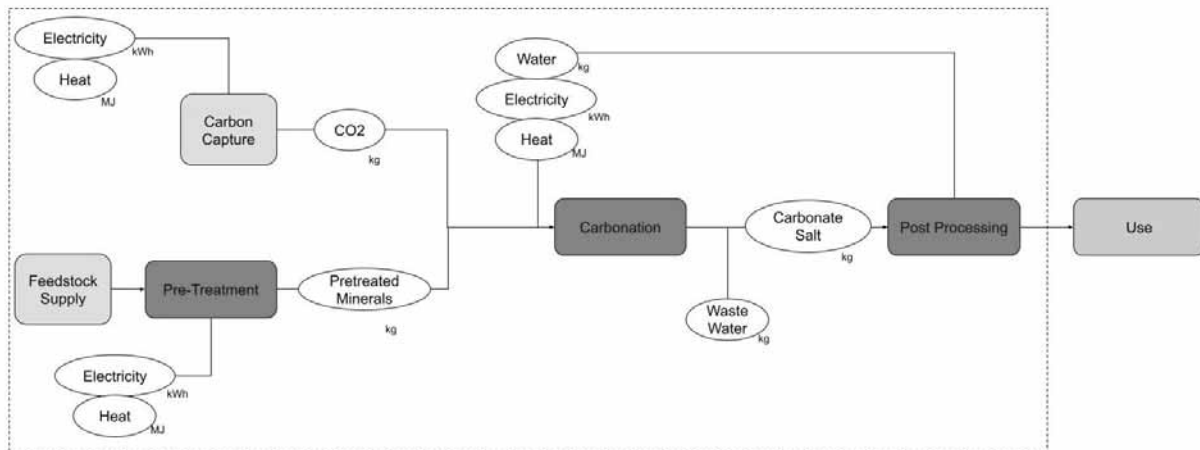 Electricity
kWh
Heat
MJ
Carbon
Capture
CO2
kg
Water
kg
Electricity
kWh
Heat
MJ
Carbonation
Carbonate
Salt
kg
Post Processing
Use
Feedstock
Supply
Pre-Treatment
Pretreated
Minerals
kg
Waste
Water
kg
Electricity
kWh
Heat
MJ